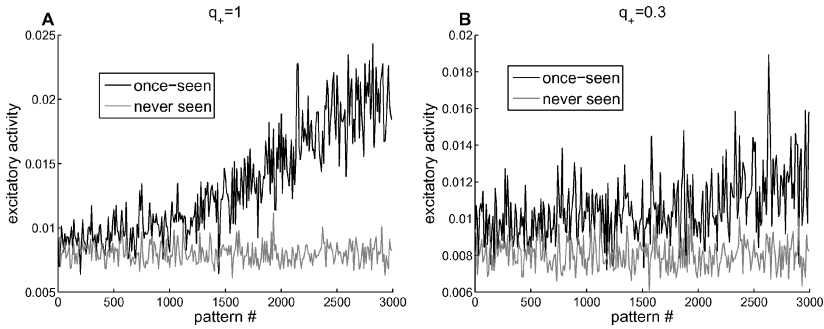 A
q+=1
0.025
0.02
0.015
0.01
0.005
excitatory activity
once−seen
never seen
0
500
1000
1500
2000
2500
3000
pattern #
B
q+=0.3
0.02
0.018
0.016
0.014
0.012
0.01
0.008
0.006
excitatory activity
once−seen
never seen
0
500
1000
1500
2000
2500
3000
pattern #